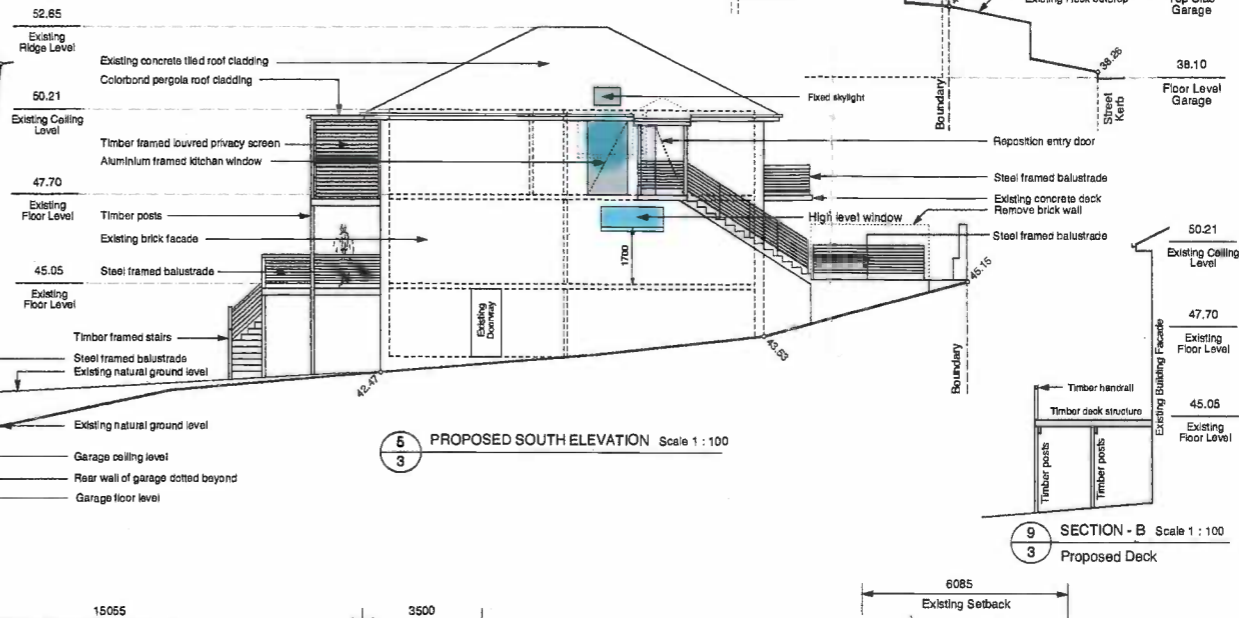 52.65
Existing
Ridge Level
Existing concrete tiled roof cladding
Colorbond pergola roof cladding
50.21
Existing Ceiling
Level
Timber framed louvred privacy screen
Aluminium framed kitchan window
47.70
Existing
Floor Level
Timber posts
Existing brick facade
45.05
Existing
Floor Level
Steel framed balustrade
Timber framed stairs
Steel framed balustrade
Existing natural ground level
Existing natural ground level
Garage ceiling level
Rear wall of garage dotted beyond
Garage floor level
Fixed skylight
Reposition entry door
Steel framed balustrade
Existing concrete deck
Remove brick wall
High level window
Steel framed balustrade
1700
Existing
Doorway
42.47
43.53
45.15
Boundary
5
3
PROPOSED SOUTH ELEVATION Scale 1 : 100
Garage
38.26
38.10
Floor Level
Garage
Boundary
Street
Kerb
50.21
Existing Ceiling
Level
47.70
Existing
Floor Level
45.05
Existing
Floor Level
Existing Building Facade
Timber handrail
Timber deck structure
Timber posts
Timber posts
9
3
SECTION - B Scale 1 : 100
Proposed Deck
15055
3500
6085
Existing Setback